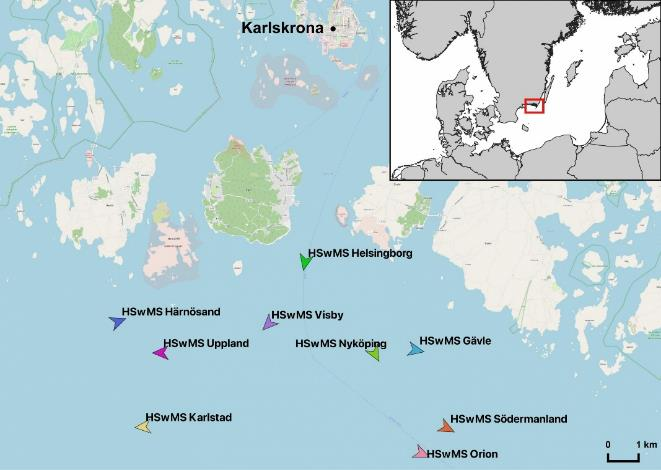 Karlskrona
HSwMS Helsingborg
HSwMS Härnösand
HSwMS Visby
HSwMS Uppland
HSwMS Nyköping
HSwMS Gävle
HSwMS Karlstad
HSwMS Södermanland
HSwMS Orion
0 1 km